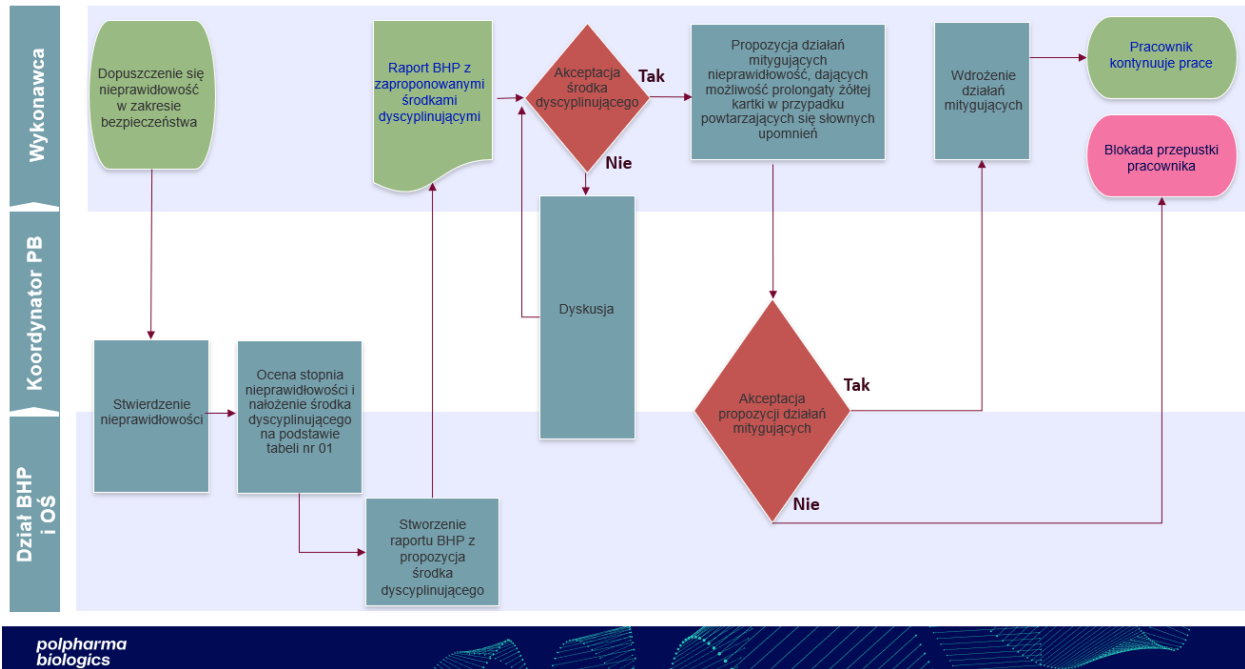 Wykonawca
Koordynator PB
Dział BHP
i OŚ
Dopuszczenie się
nieprawidłowość
w zakresie
bezpieczeństwa
Stwierdzenie
nieprawidłowości
Ocena stopnia
nieprawidłowości i
nałożenie środka
dyscyplinującego
na podstawie
tabeli nr 01
Stworzenie
raportu BHP z
propozycja
środka
dyscyplinującego
Raport BHP z
zaproponowanymi
środkami
dyscyplinującymi
Akceptacja
środka
dyscyplinującego
Tak
Nie
Dyskusja
Propozycja działań
mitygujących
nieprawidłowość, dających
możliwość prolongaty żółtej
kartki w przypadku
powtarzających się słownych
upomnień
Akceptacja
propozycji działań
mitygujących
Tak
Nie
Wdrożenie
działań
mitygujących
Pracownik
kontynuuje prace
Blokada przepustki
pracownika
polpharma
biologics